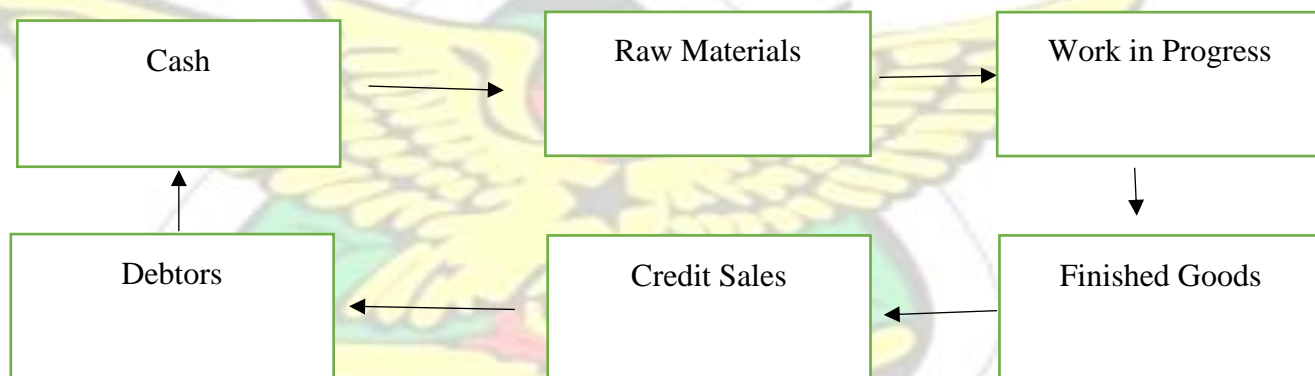 Cash
Raw Materials
Work in Progress
Debtors
Credit Sales
Finished Goods